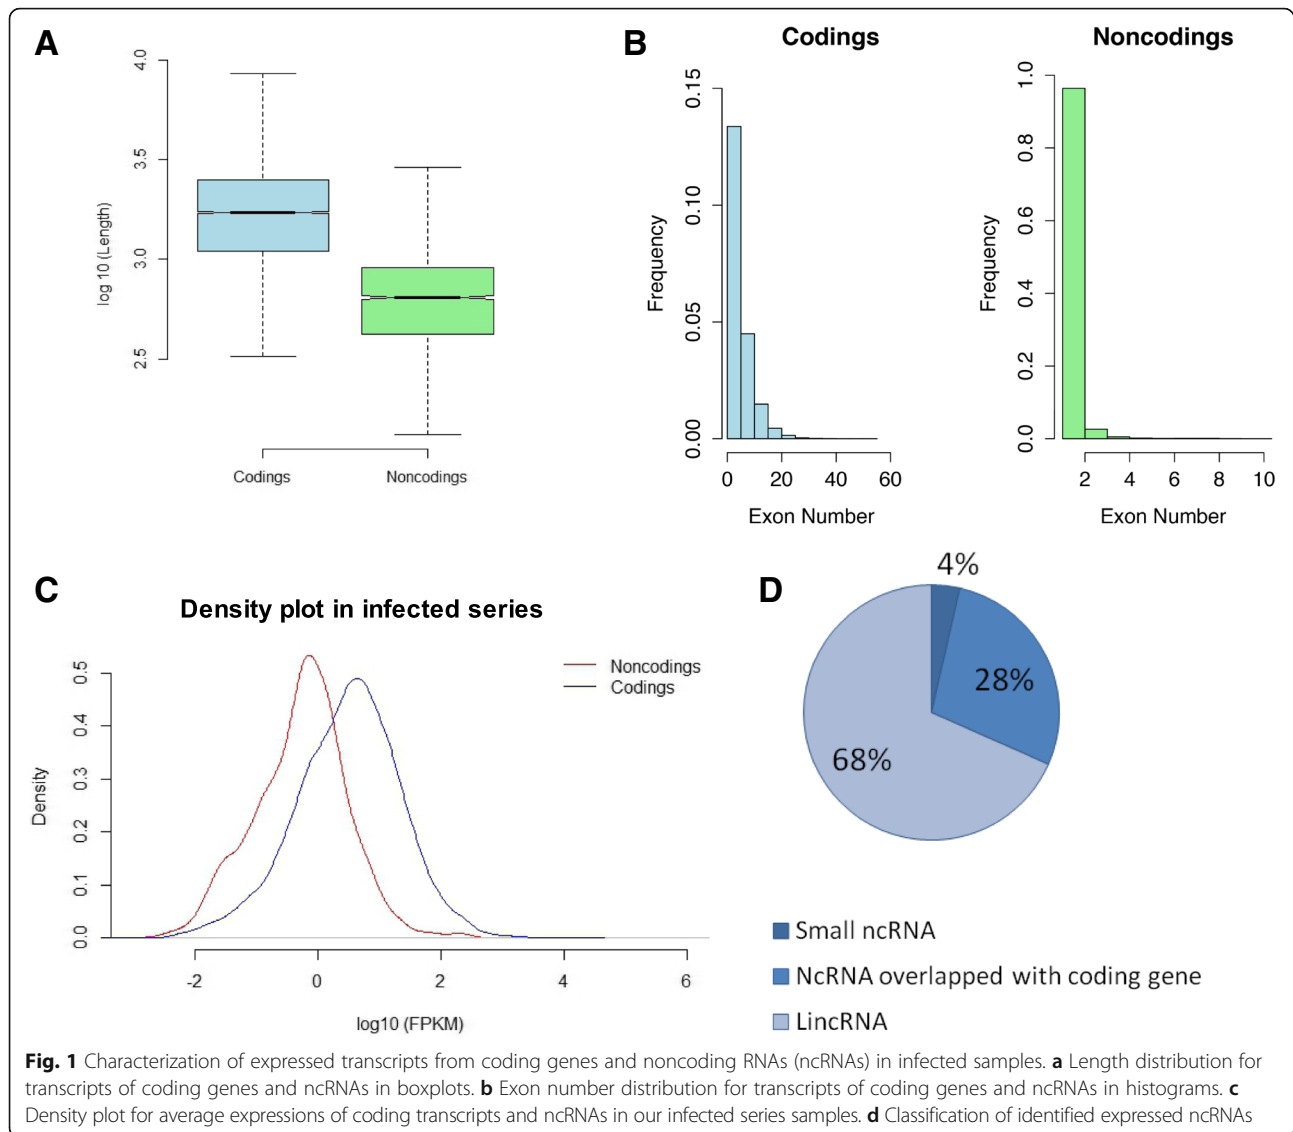 A
4.0
3.5
3.0
2.5
log 10 (Length)
Codings
Noncodings
B
Codings
0.15
0.10
0.05
0.00
Frequency
0
20
40
60
Exon Number
Noncodings
1.0
0.8
0.6
0.4
0.2
0.0
Frequency
2
4
6
8
10
Exon Number
C
Density plot in infected series
Noncodings
Codings
0.5
0.4
0.3
0.2
0.1
0.0
Density
-2
0
2
4
6
log10 (FPKM)
D
4%
28%
68%
Small ncRNA
NcRNA overlapped with coding gene
LincRNA
Fig. 1 Characterization of expressed transcripts from coding genes and noncoding RNAs (ncRNAs) in infected samples. a Length distribution for
transcripts of coding genes and ncRNAs in boxplots. b Exon number distribution for transcripts of coding genes and ncRNAs in histograms. c
Density plot for average expressions of coding transcripts and ncRNAs in our infected series samples. d Classification of identified expressed ncRNAs